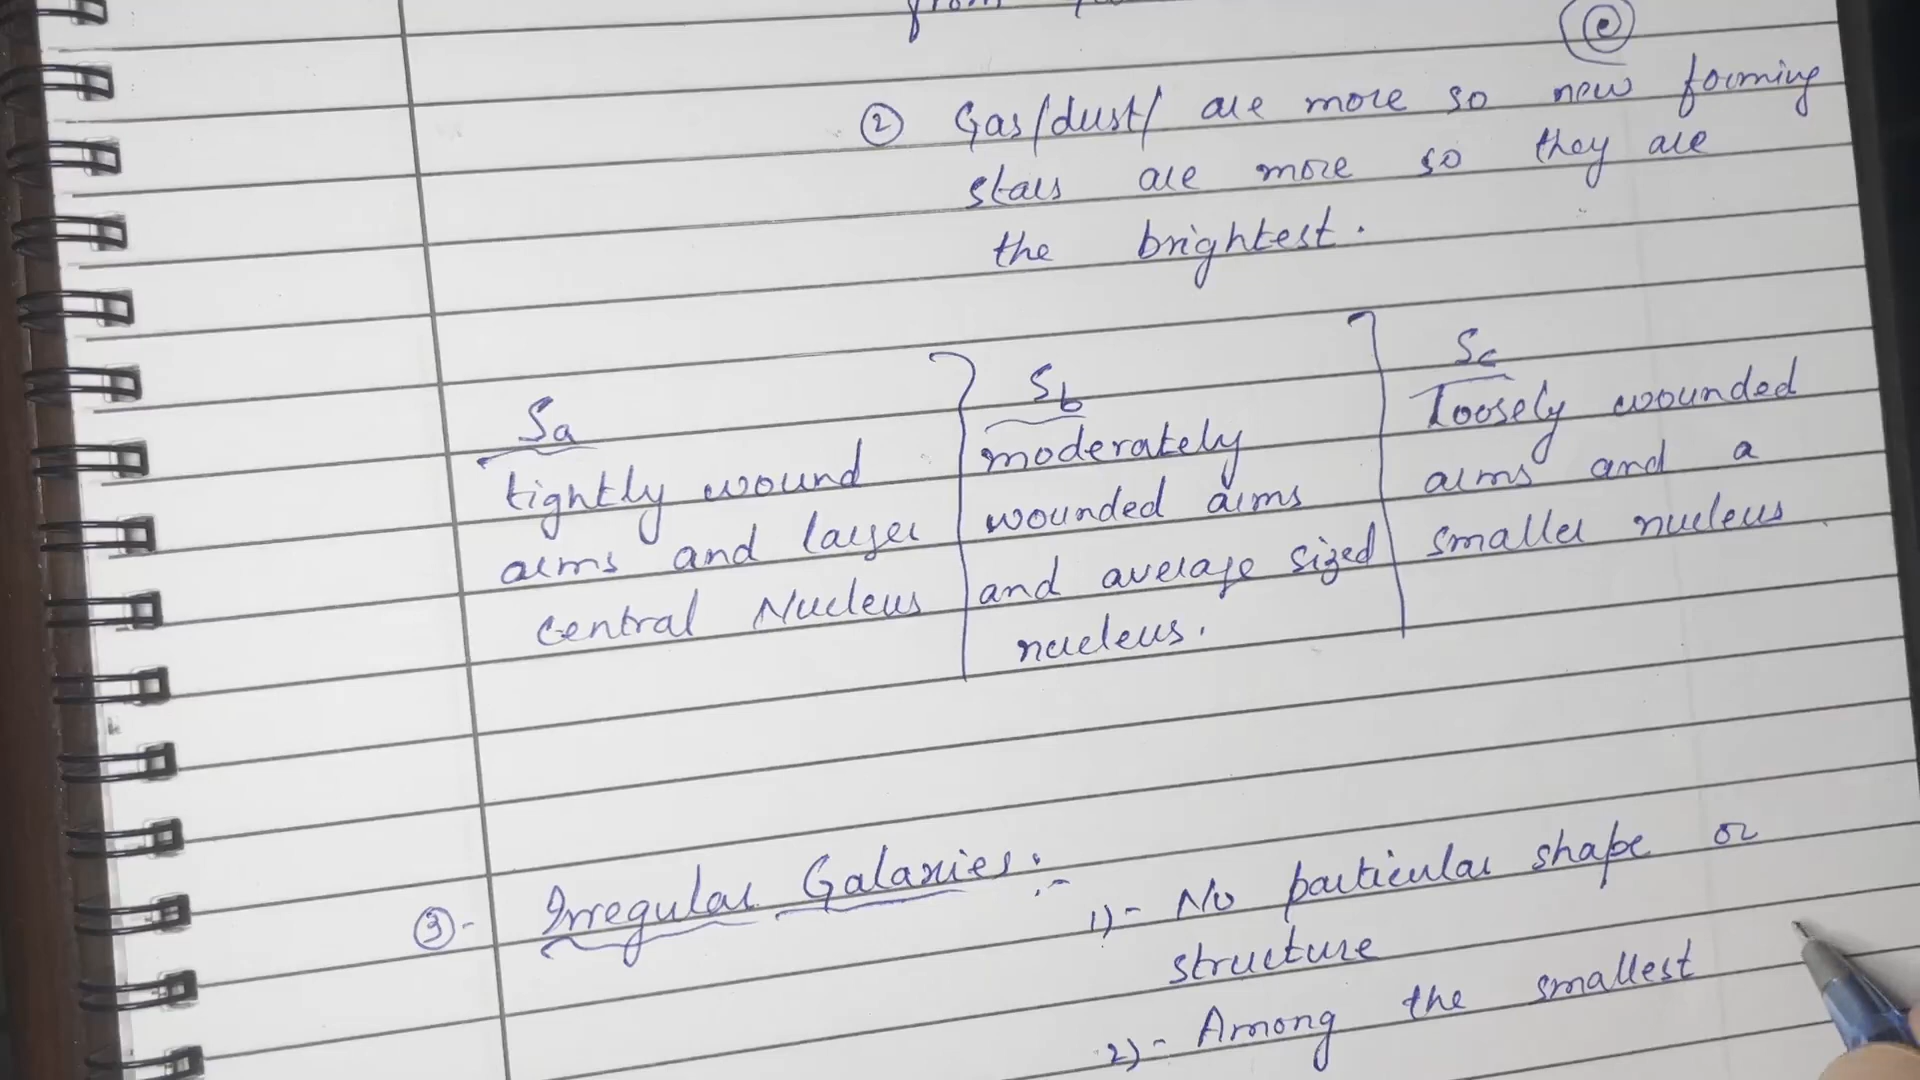 from
e
② Gas/dust/ are more so new forming
stars are more so they are
the brightest.
Sa
tightly wound
arms and larger
central Nucleus
Sb
moderately
wounded arms
and average sized
nucleus.
Sc
Loosely wounded
arms and a
smaller nucleus
③- Irregular Galaxies:-
1)- No particular shape or
structure
2)- Among the smallest